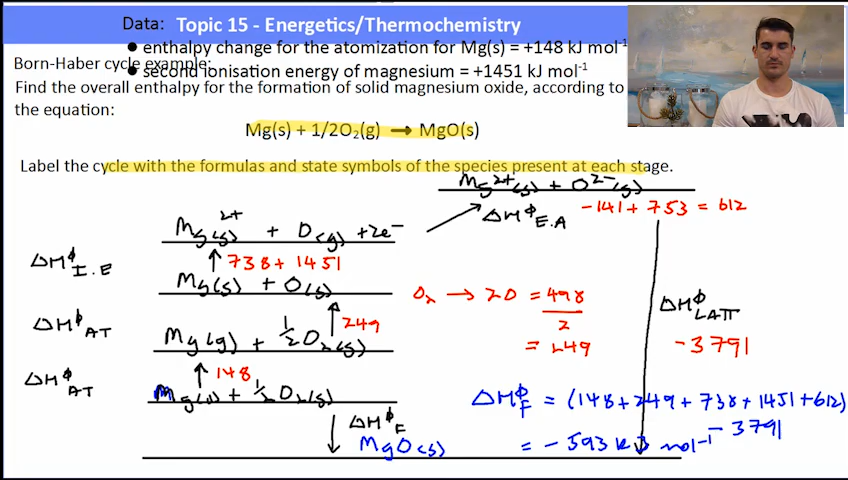 Data: Topic 15 - Energetics/Thermochemistry
• enthalpy change for the atomization for Mg(s) = +148 kJ mol⁻¹
Born-Haber cycle example:
• second ionisation energy of magnesium = +1451 kJ mol⁻¹
Find the overall enthalpy for the formation of solid magnesium oxide, according to
the equation:
Mg(s) + 1/2O₂(g) → MgO(s)
Label the cycle with the formulas and state symbols of the species present at each stage.
Mg²⁺(g) + O²⁻(g)
ΔH⦵E.A -141 + 753 = 612
Mg(g)²⁺ + O(g) + 2e⁻
ΔH⦵I.E ↑ 738 + 1451
Mg(g) + O(g)
O₂ → 2O = 498/2
= 249
ΔH⦵AT ↑ 249
Mg(g) + ½O₂(g)
ΔH⦵LATT
-3791
ΔH⦵AT ↑ 148
Mg(s) + ½O₂(g)
ΔH⦵F = (148 + 249 + 738 + 1451 + 612)
- 3791
↓ ΔH⦵F
MgO(s)
= -593 kJ mol⁻¹